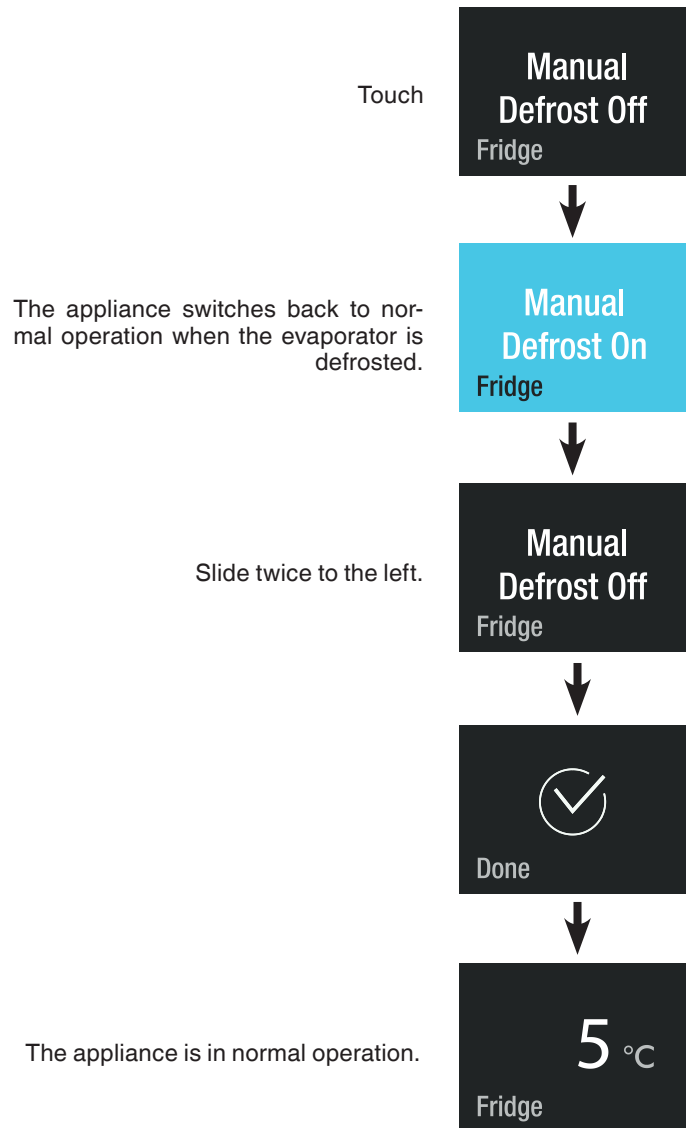 Touch
Manual
Defrost Off
Fridge
The appliance switches back to nor-
mal operation when the evaporator is
defrosted.
Manual
Defrost On
Fridge
Slide twice to the left.
Manual
Defrost Off
Fridge
Done
The appliance is in normal operation.
5 °C
Fridge